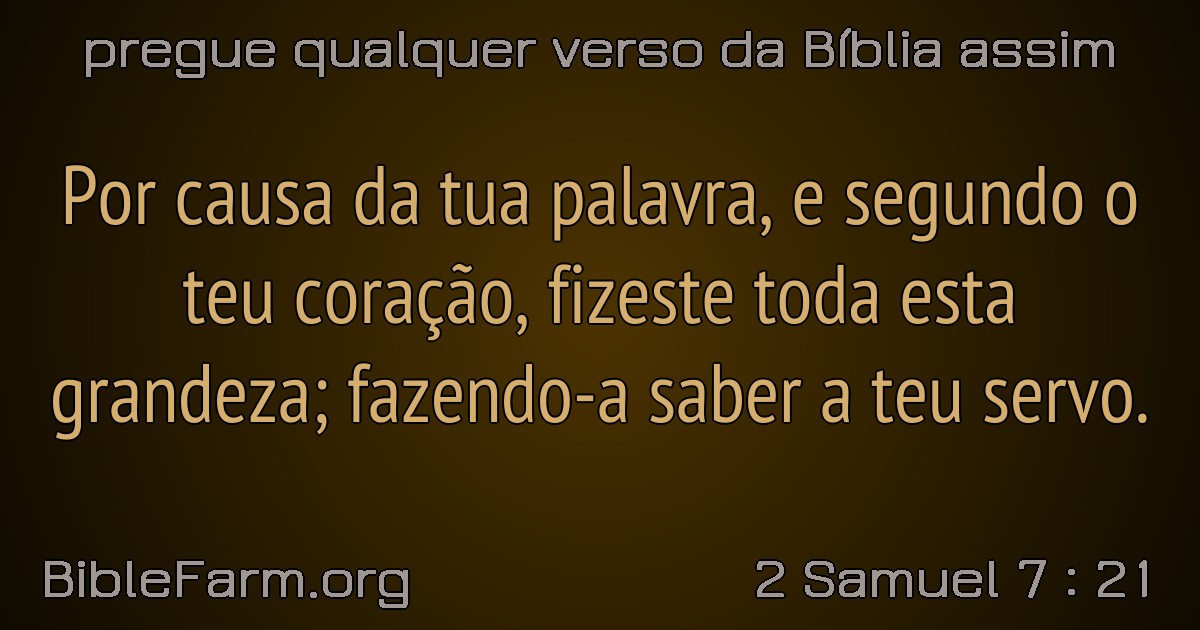 pregue qualquer verso da Bíblia assim
Por causa da tua palavra, e segundo o
teu coração, fizeste toda esta
grandeza; fazendo-a saber a teu servo.
BibleFarm.org
2 Samuel 7 : 21